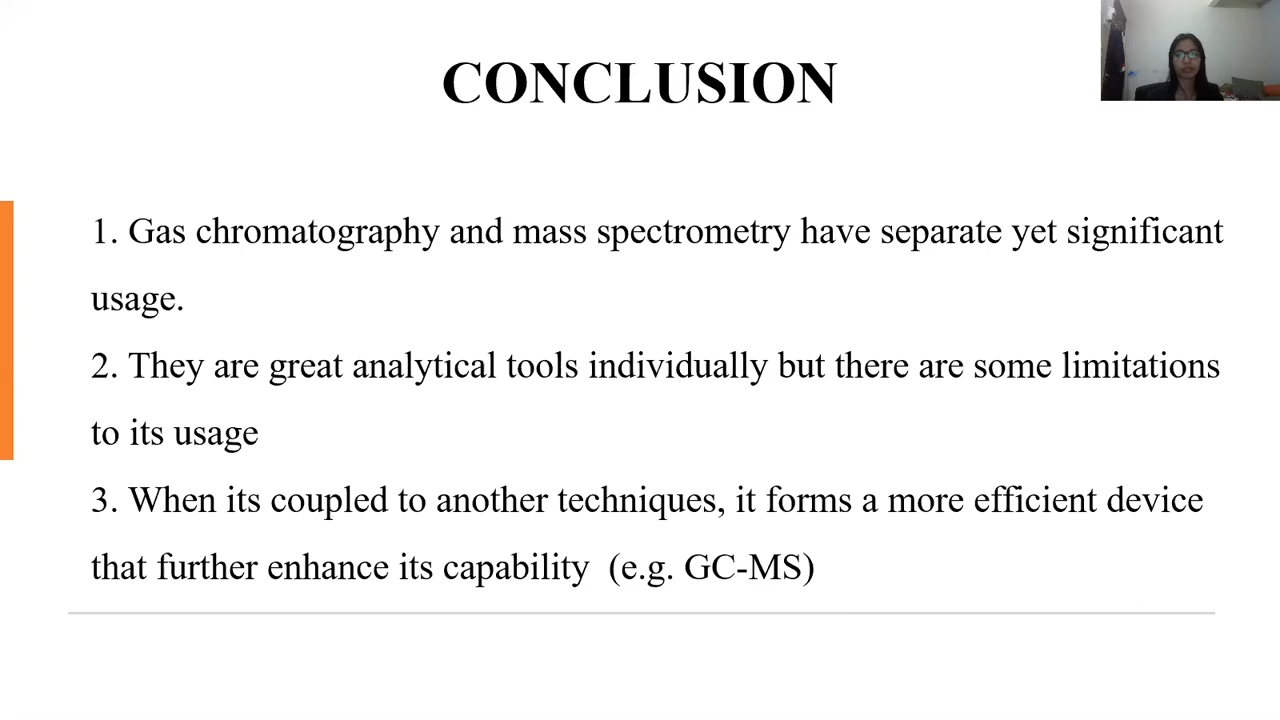 CONCLUSION
1. Gas chromatography and mass spectrometry have separate yet significant
usage.
2. They are great analytical tools individually but there are some limitations
to its usage
3. When its coupled to another techniques, it forms a more efficient device
that further enhance its capability  (e.g. GC-MS)